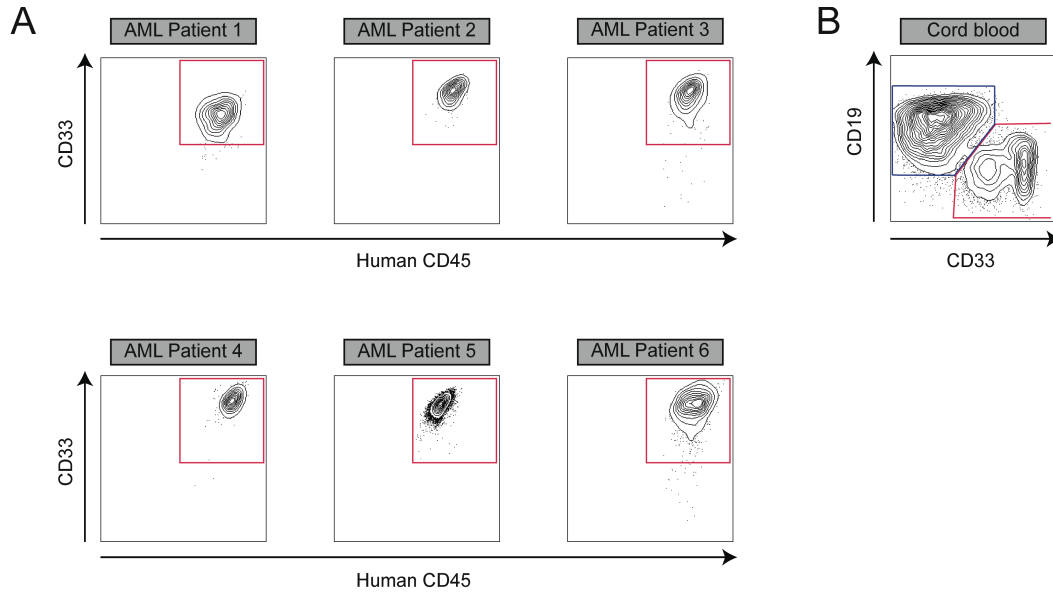 A
B
AML Patient 1
AML Patient 2
AML Patient 3
Cord blood
CD33
CD19
Human CD45
CD33
AML Patient 4
AML Patient 5
AML Patient 6
CD33
Human CD45